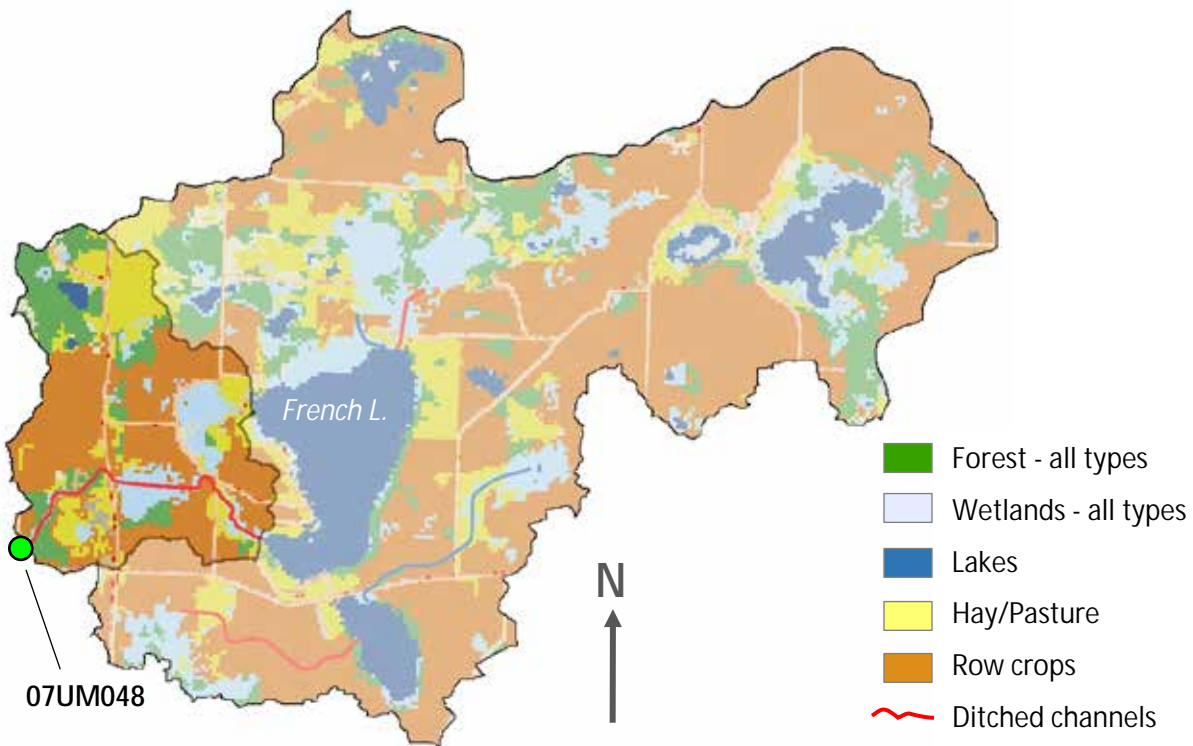 French L.
07UM048
N
Forest - all types
Wetlands - all types
Lakes
Hay/Pasture
Row crops
Ditched channels